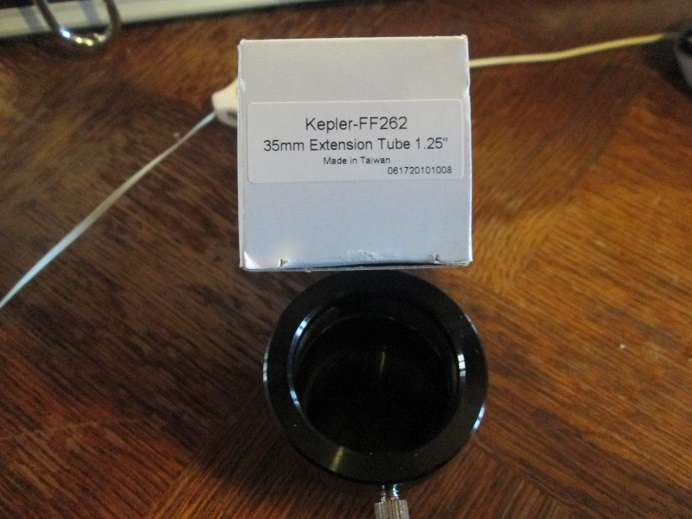 Kepler-FF262
35mm Extension Tube 1.25"
Made in Taiwan
061720101008